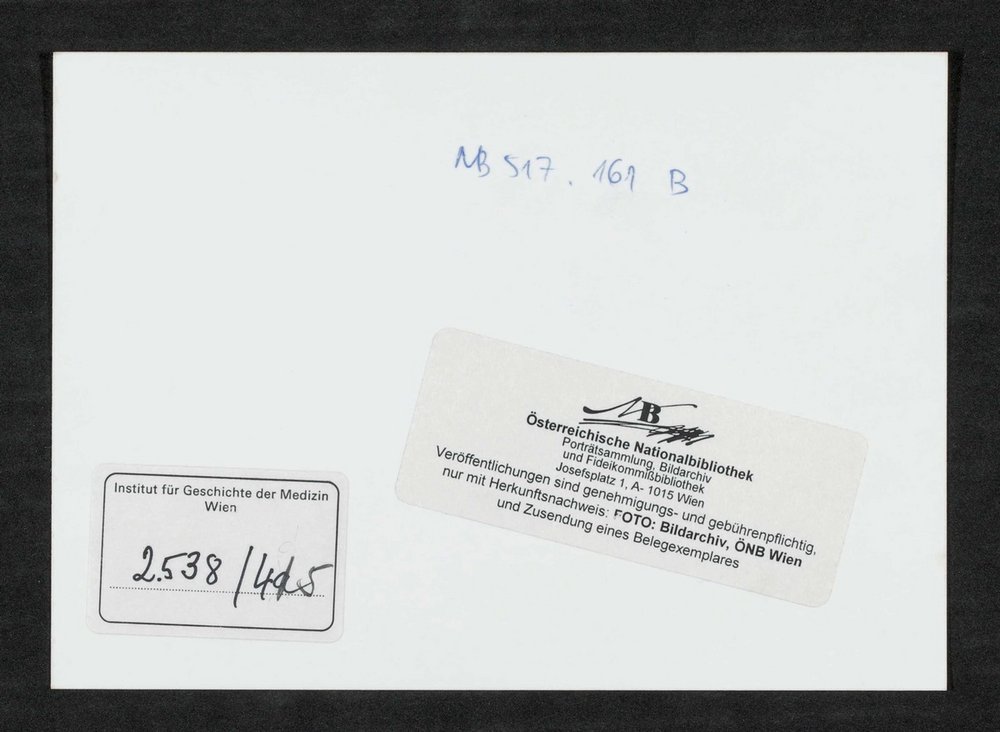 NB 517.161 B
NB
Österreichische Nationalbibliothek
Porträtsammlung, Bildarchiv
und Fideikommißbibliothek
Josefsplatz 1, A- 1015 Wien
Veröffentlichungen sind genehmigungs- und gebührenpflichtig,
nur mit Herkunftsnachweis: FOTO: Bildarchiv, ÖNB Wien
und Zusendung eines Belegexemplares
Institut für Geschichte der Medizin
Wien
2.538